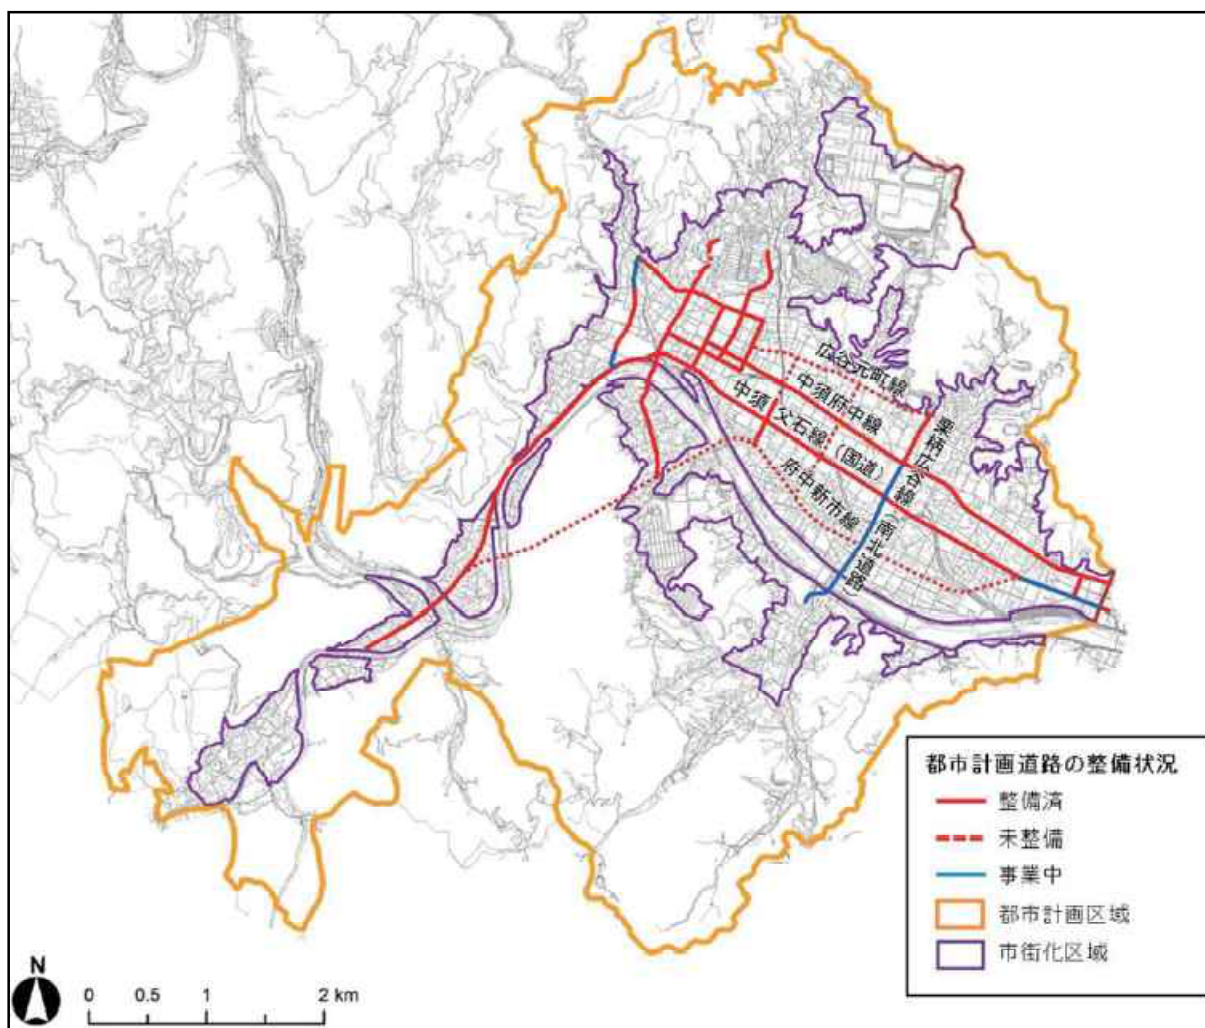 広谷元町線
中須府中線
中須父石線（国道）
府中新市線
栗柄広谷線（南北道路）
都市計画道路の整備状況
整備済
未整備
事業中
都市計画区域
市街化区域
N
0 0.5 1 2 km